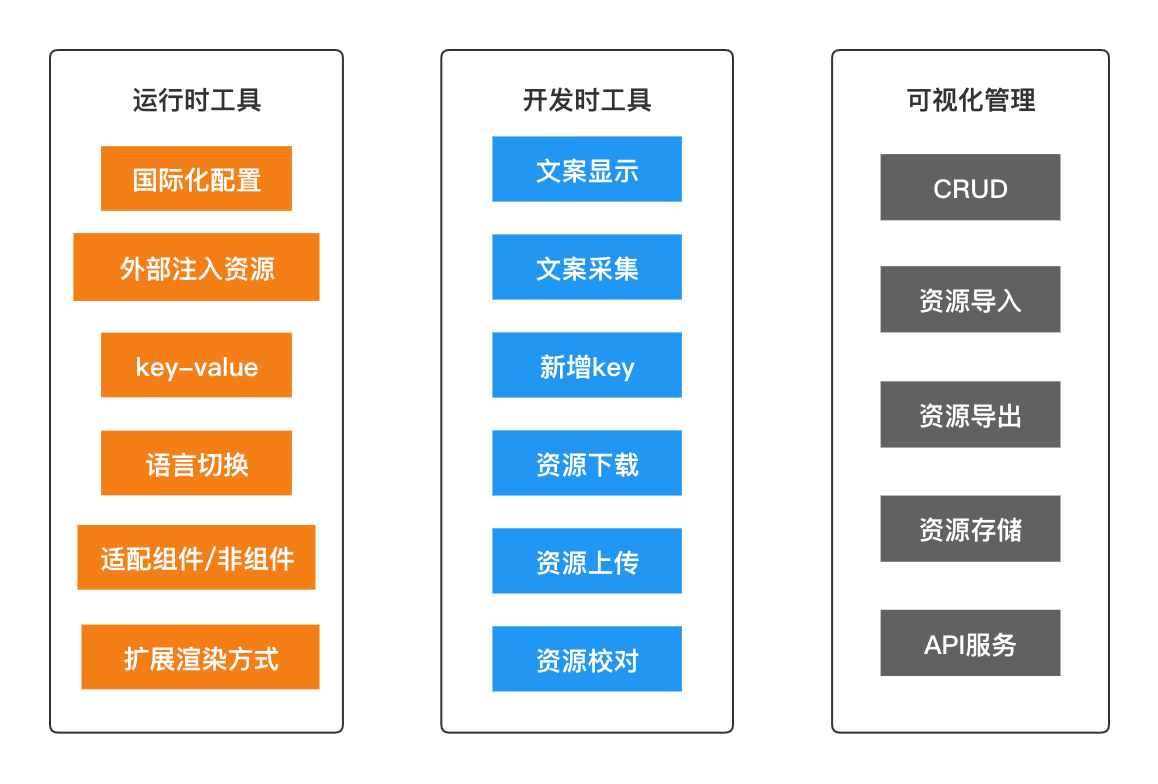 运行时工具
国际化配置
外部注入资源
key-value
语言切换
适配组件/非组件
扩展渲染方式
开发时工具
文案显示
文案采集
新增key
资源下载
资源上传
资源校对
可视化管理
CRUD
资源导入
资源导出
资源存储
API服务